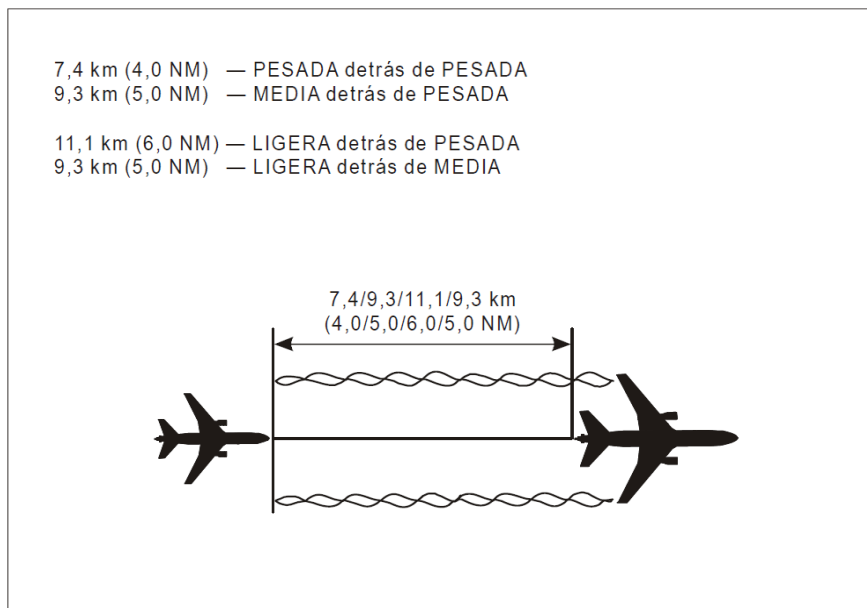 7,4 km (4,0 NM) — PESADA detrás de PESADA
9,3 km (5,0 NM) — MEDIA detrás de PESADA
11,1 km (6,0 NM) — LIGERA detrás de PESADA
9,3 km (5,0 NM) — LIGERA detrás de MEDIA
7,4/9,3/11,1/9,3 km
(4,0/5,0/6,0/5,0 NM)